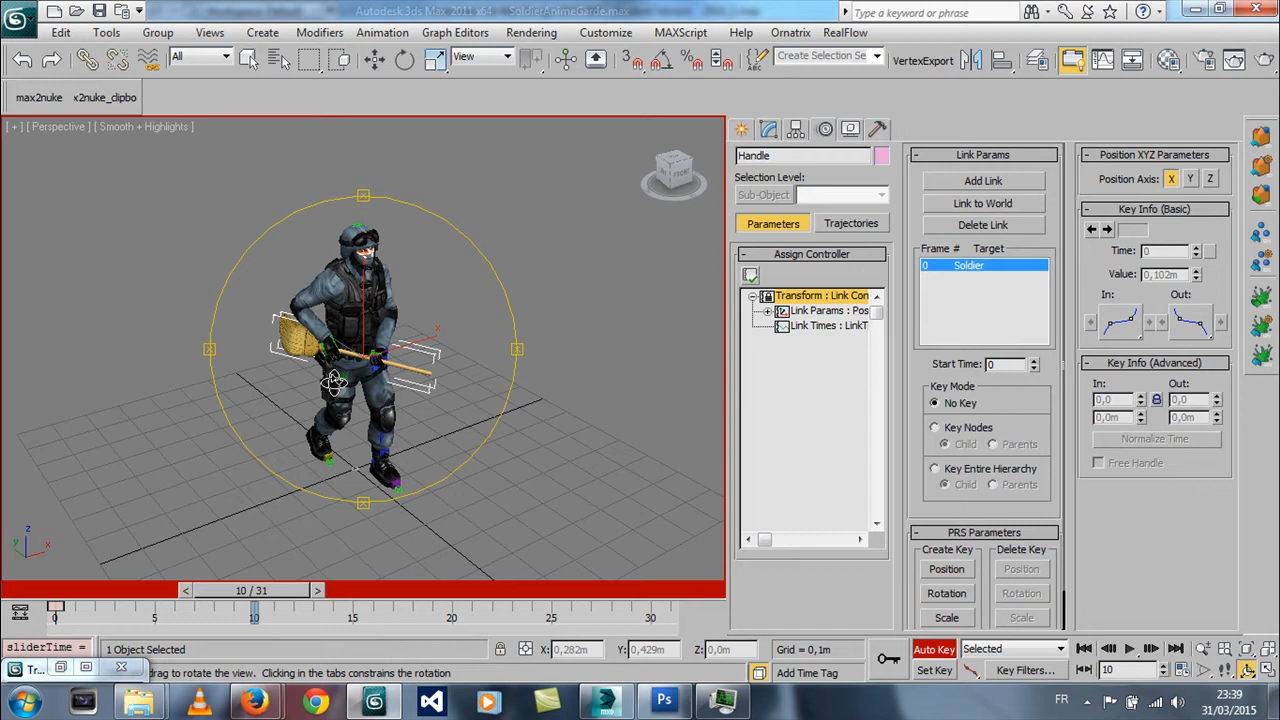 Autodesk 3ds Max 2011 x64 SoldierAnimeGarde.max
Type a keyword or phrase
Edit Tools Group Views Create Modifiers Animation Graph Editors Rendering Customize MAXScript Help Ornatrix RealFlow
All View Create Selection Se VertexExport
max2nuke x2nuke_clipbo
[ + ] [ Perspective ] [ Smooth + Highlights ]
Handle
Selection Level:
Sub-Object
Parameters Trajectories
- Assign Controller
Transform : Link Con
Link Params : Pos
Link Times : LinkT
- Link Params
Add Link
Link to World
Delete Link
Frame # Target
0 Soldier
Start Time: 0
Key Mode
No Key
Key Nodes
Child Parents
Key Entire Hierarchy
Child Parents
- PRS Parameters
Create Key Delete Key
Position Position
Rotation Rotation
Scale Scale
- Position XYZ Parameters
Position Axis: X Y Z
- Key Info (Basic)
Time: 0
Value: 0,102m
In: Out:
- Key Info (Advanced)
In: Out:
0,0 0,0
0,0m 0,0m
Normalize Time
Free Handle
z
y x
x
< 10 / 31 >
0 5 10 15 20 25 30
sliderTime = 1 Object Selected X: 0,282m Y: 0,429m Z: 0,0m Grid = 0,1m Auto Key Selected
Tr... drag to rotate the view. Clicking in the tabs constrains the rotation Add Time Tag Set Key Key Filters... 10
FR 23:39
31/03/2015
Ps